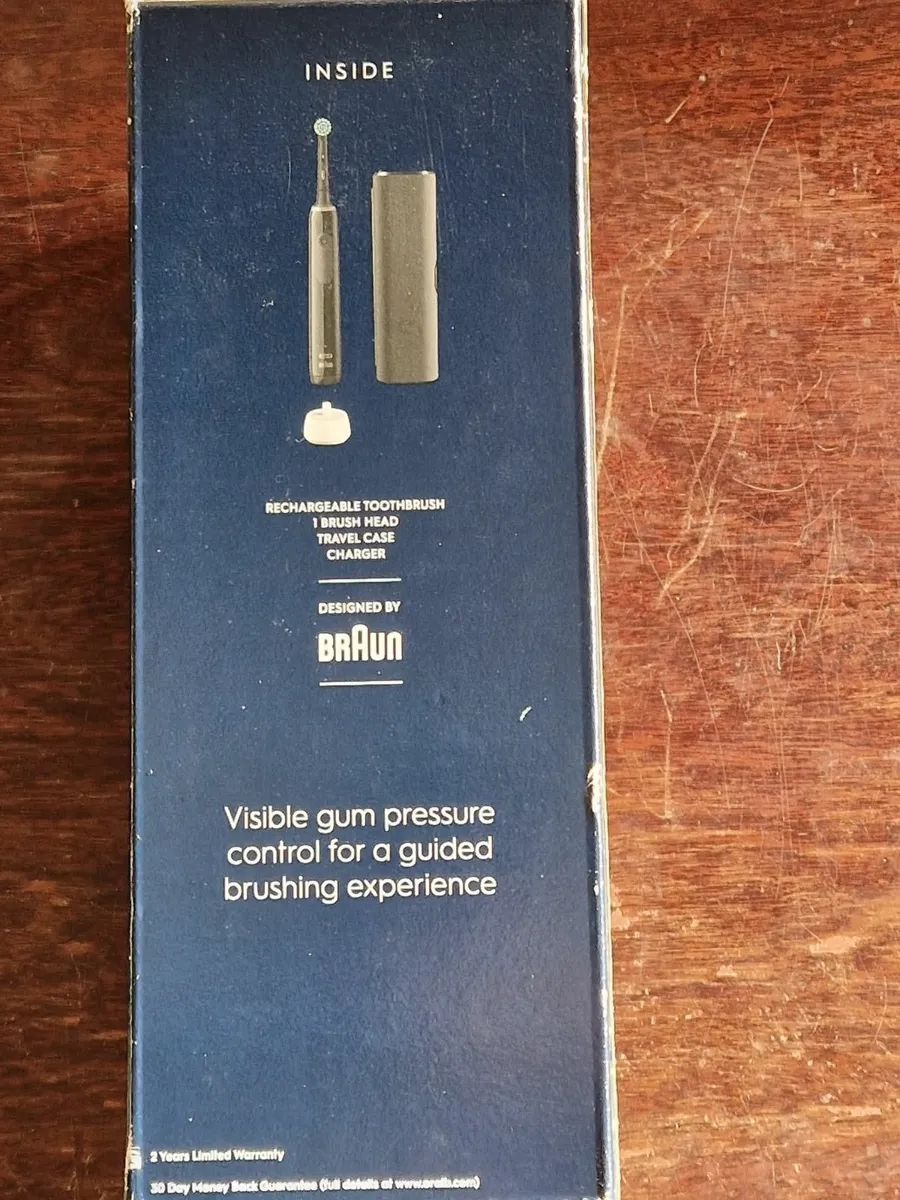 INSIDE
RECHARGEABLE TOOTHBRUSH
1 BRUSH HEAD
TRAVEL CASE
CHARGER
DESIGNED BY
BRAUN
Visible gum pressure
control for a guided
brushing experience
2 Years Limited Warranty
30 Day Money Back Guarantee (full details at www.oralb.com)